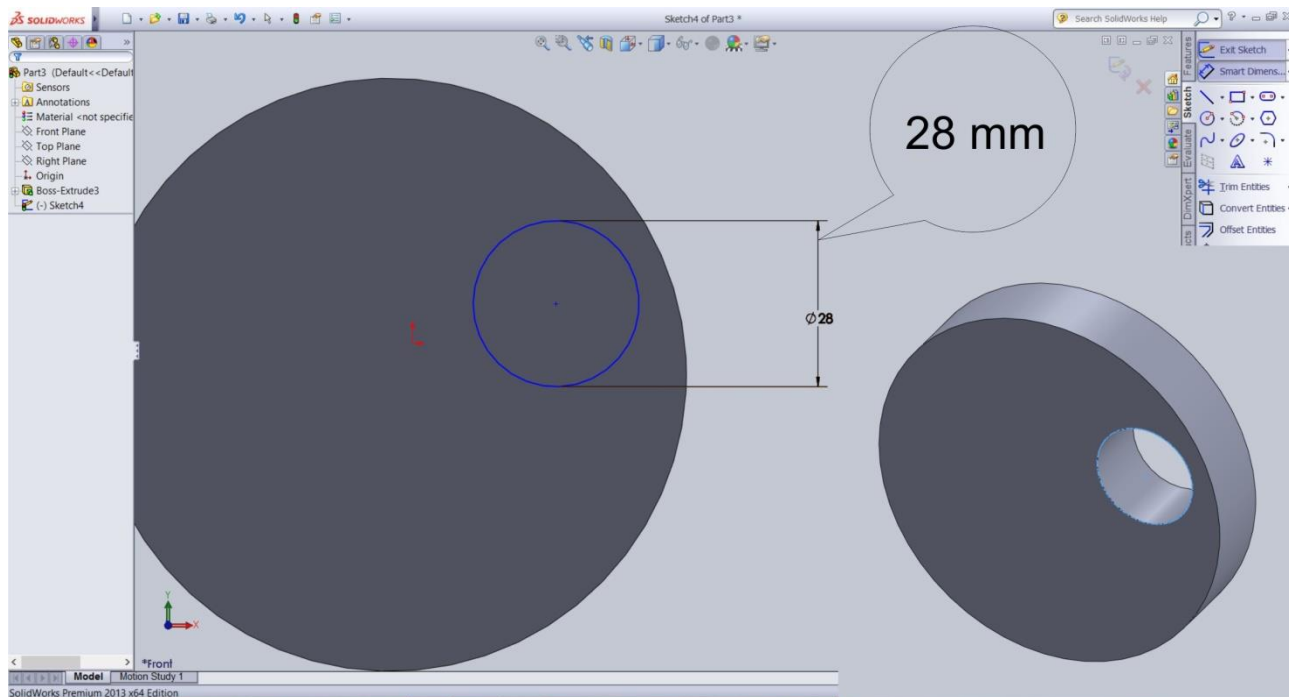 SOLIDWORKS
Sketch4 of Part3 *
Search SolidWorks Help
Part3 (Default<<Default
Sensors
Annotations
Material <not specifie
Front Plane
Top Plane
Right Plane
Origin
Boss-Extrude3
(-) Sketch4
28 mm
28
Exit Sketch
Smart Dimens...
Trim Entities
Convert Entities
Offset Entities
Features
Sketch
Evaluate
DimXpert
cts
Y
X
*Front
Model
Motion Study 1
SolidWorks Premium 2013 x64 Edition